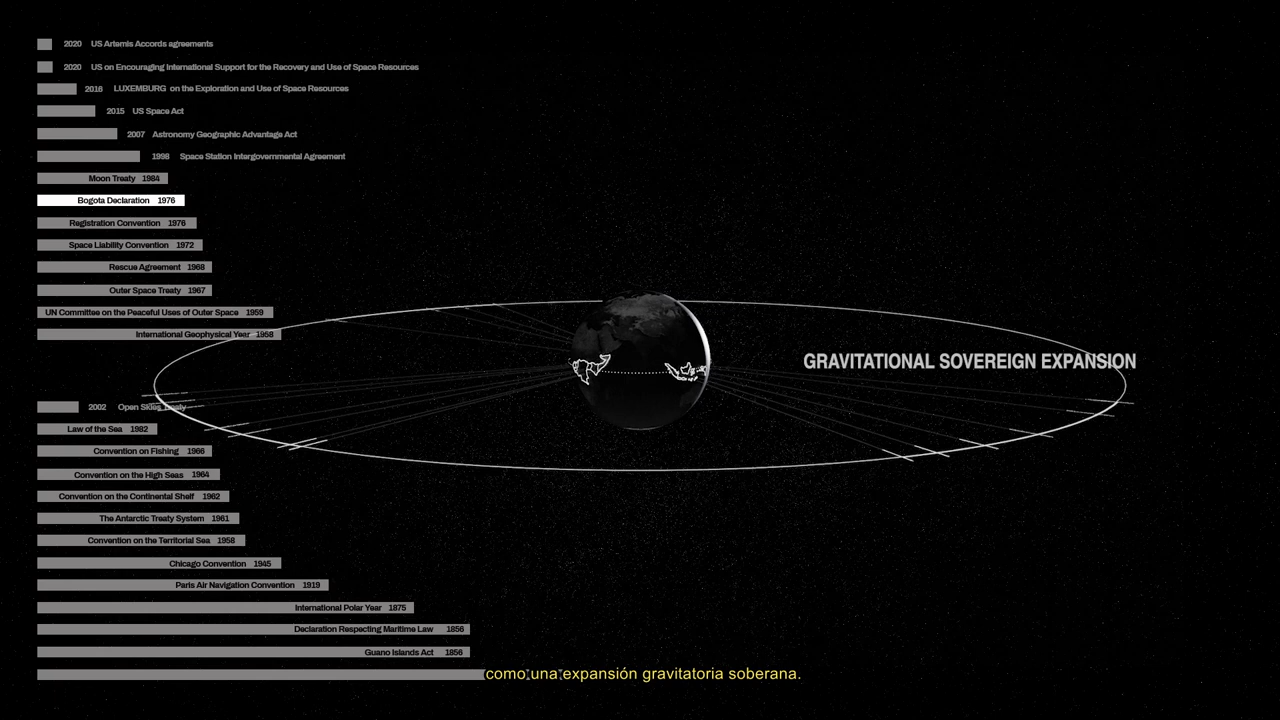 2020 US Artemis Accords agreements
2020 US on Encouraging International Support for the Recovery and Use of Space Resources
2016 LUXEMBURG on the Exploration and Use of Space Resources
2015 US Space Act
2007 Astronomy Geographic Advantage Act
1998 Space Station Intergovernmental Agreement
Moon Treaty 1984
Bogota Declaration 1976
Registration Convention 1976
Space Liability Convention 1972
Rescue Agreement 1968
Outer Space Treaty 1967
UN Committee on the Peaceful Uses of Outer Space 1959
International Geophysical Year 1958
GRAVITATIONAL SOVEREIGN EXPANSION
2002 Open Skies Treaty
Law of the Sea 1982
Convention on Fishing 1966
Convention on the High Seas 1964
Convention on the Continental Shelf 1962
The Antarctic Treaty System 1961
Convention on the Territorial Sea 1958
Chicago Convention 1945
Paris Air Navigation Convention 1919
International Polar Year 1875
Declaration Respecting Maritime Law 1856
Guano Islands Act 1856
como una expansión gravitatoria soberana.